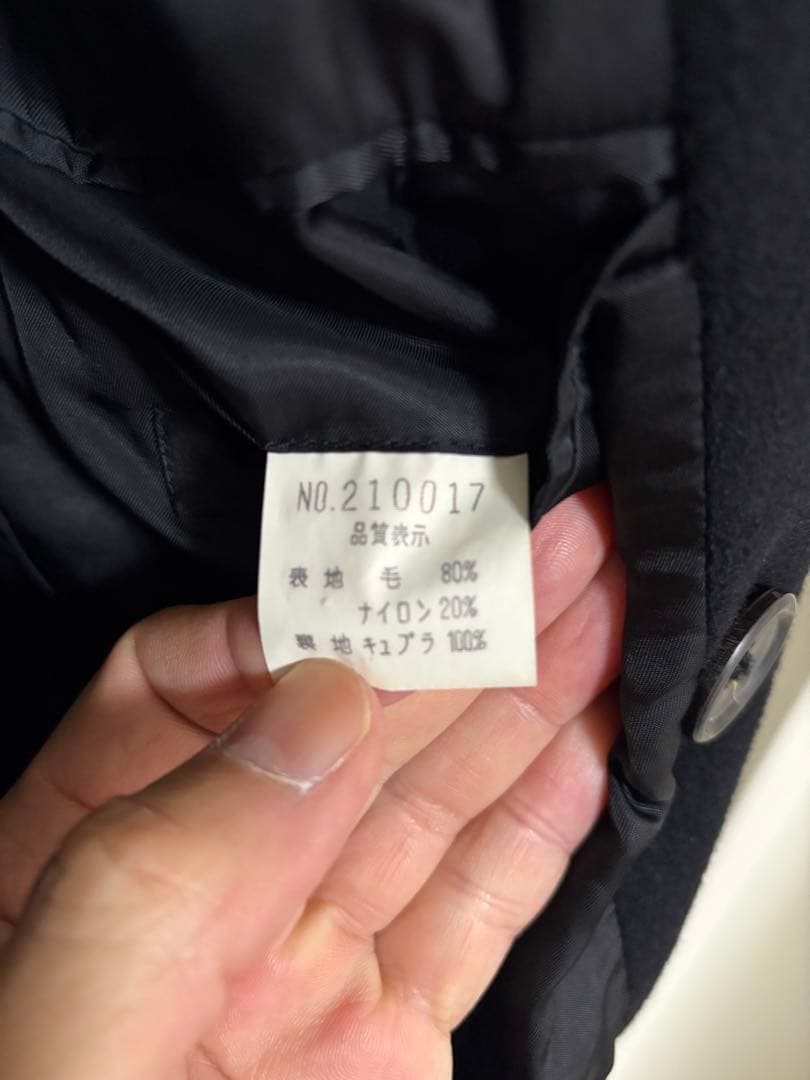 NO.210017
品質表示
表地 毛 80%
ナイロン 20%
裏地 キュプラ 100%